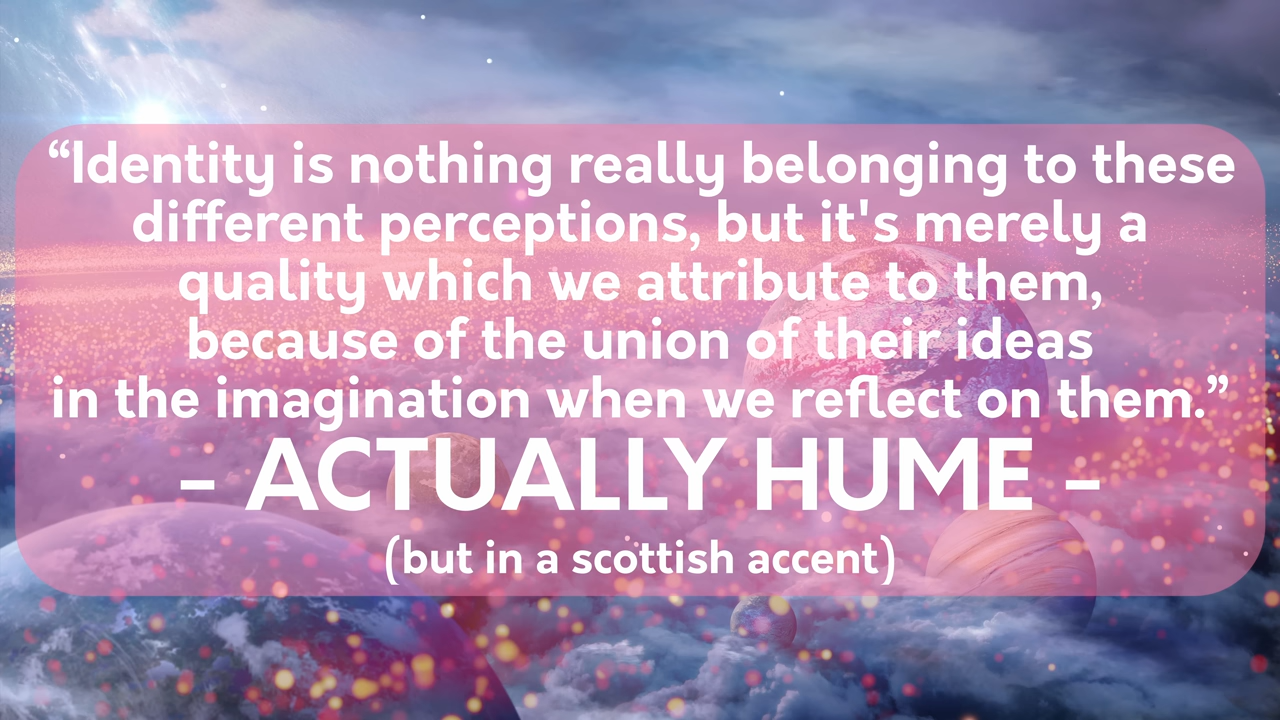 “Identity is nothing really belonging to these
different perceptions, but it's merely a
quality which we attribute to them,
because of the union of their ideas
in the imagination when we reflect on them.”
– ACTUALLY HUME –
(but in a scottish accent)